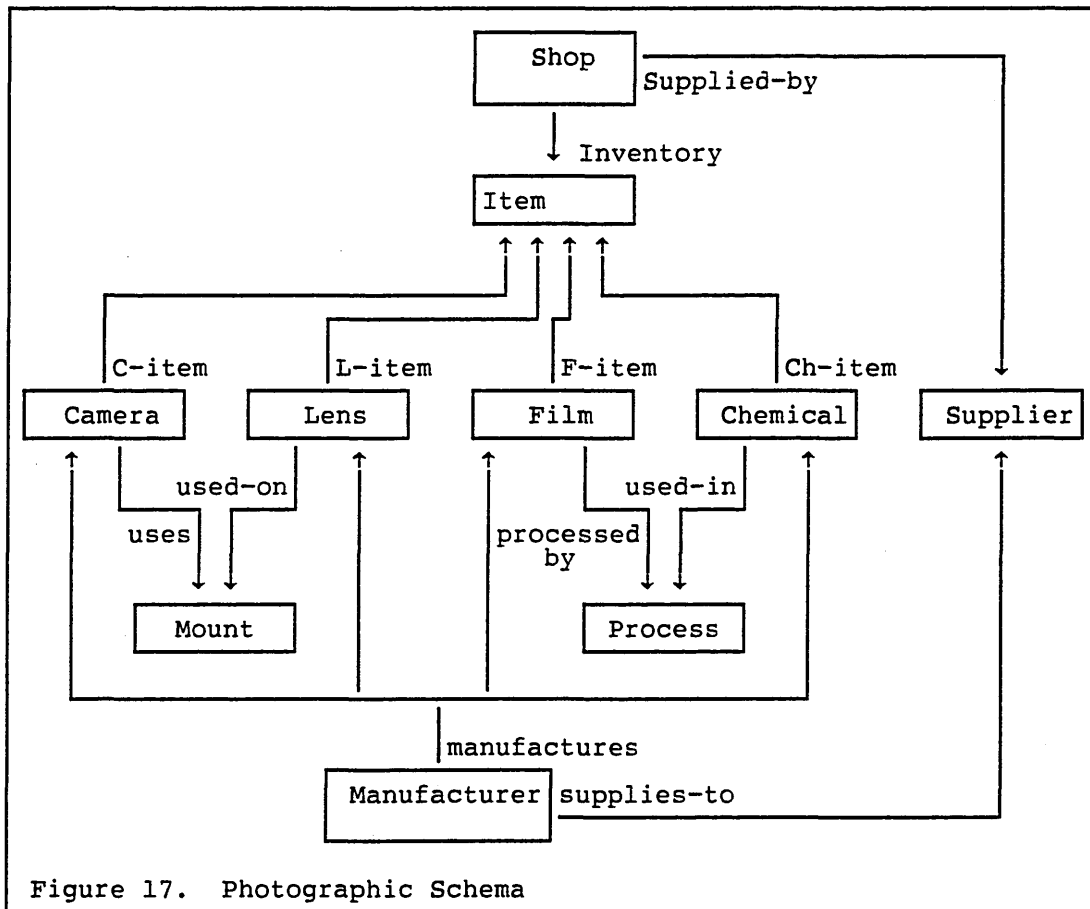 Shop
Supplied-by
Inventory
Item
C-item
L-item
F-item
Ch-item
Camera
Lens
Film
Chemical
Supplier
used-on
used-in
uses
processed
by
Mount
Process
manufactures
Manufacturer
supplies-to
Figure 17. Photographic Schema